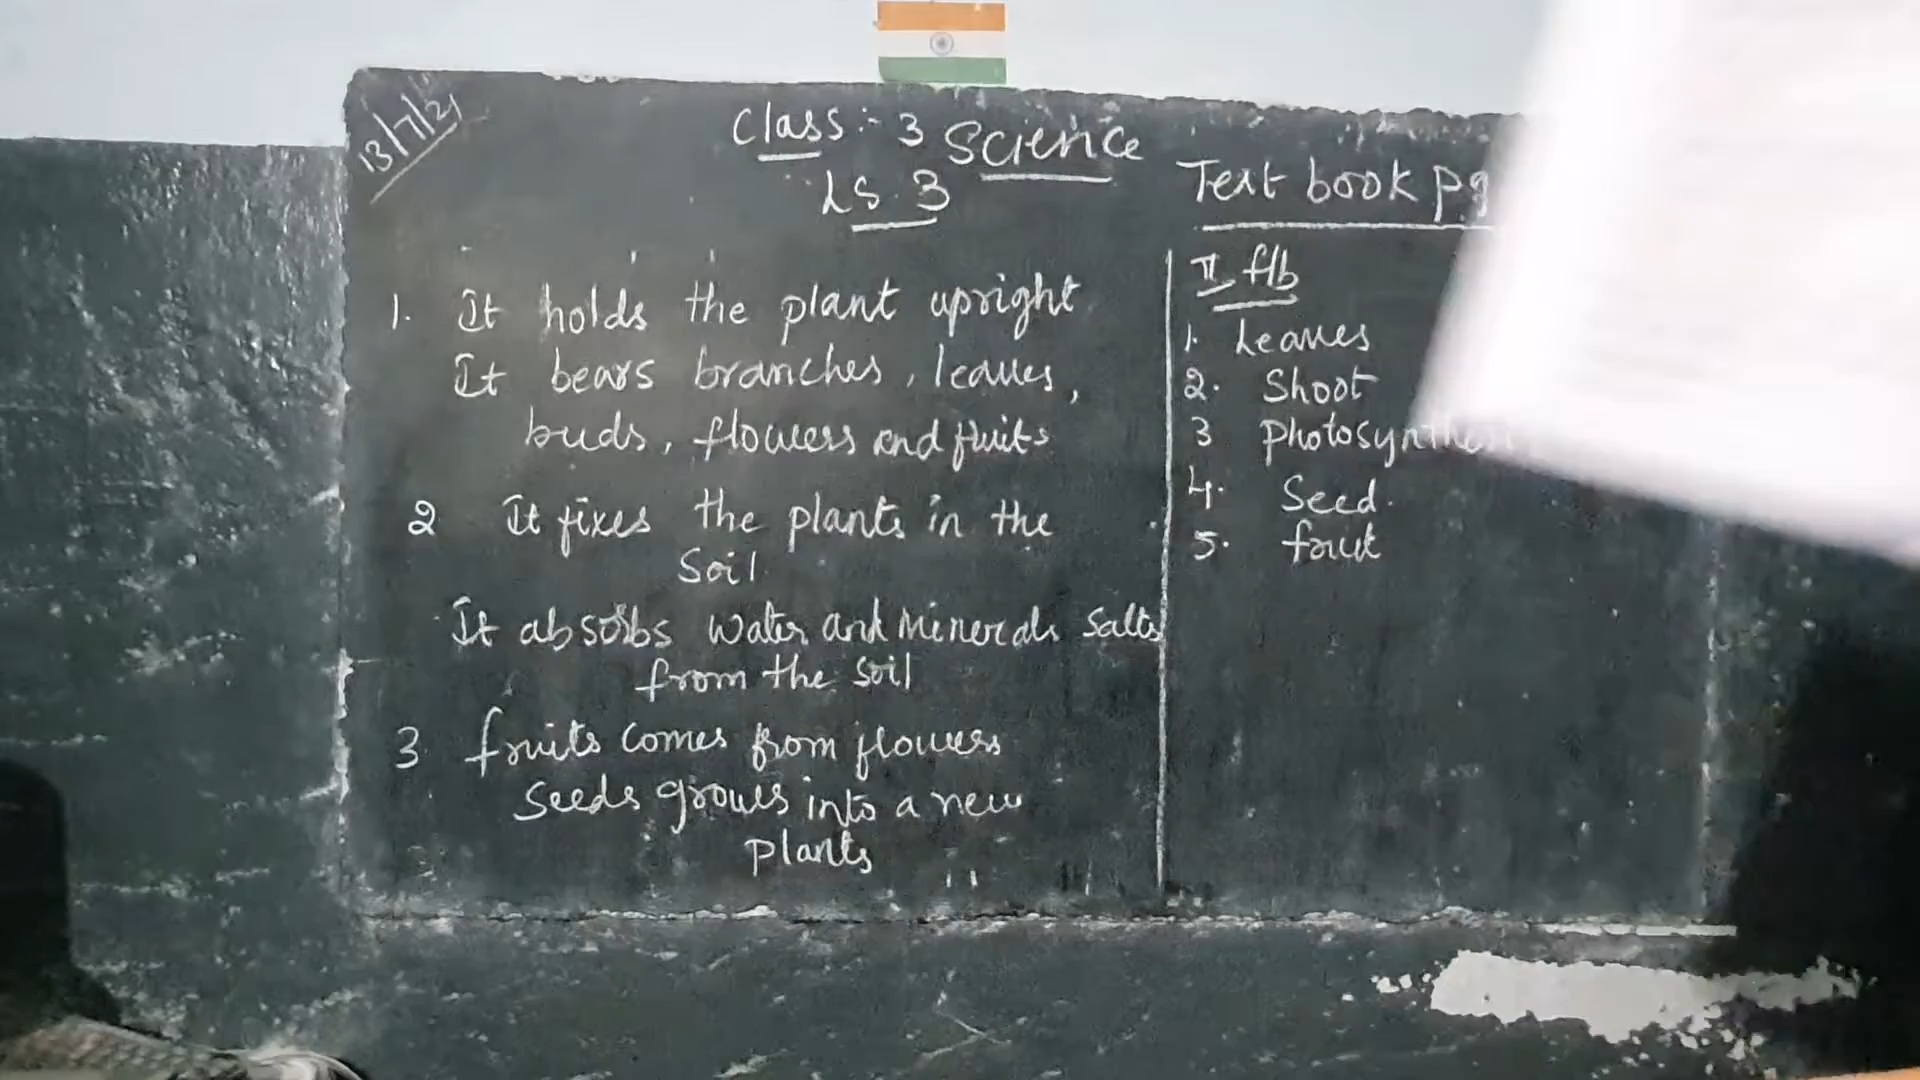 13/7/21
Class:- 3 Science
LS. 3
1. It holds the plant upright
It bears branches, leaves,
buds, flowers and fruits
2 It fixes the plants in the
Soil.
It absorbs water and Minerals Salts
from the soil
3 fruits comes from flowers
Seeds grows into a new
plants
Text book pg
II f/b
1. Leaves
2. Shoot
3 photosynthesi
4. Seed.
5. fruit